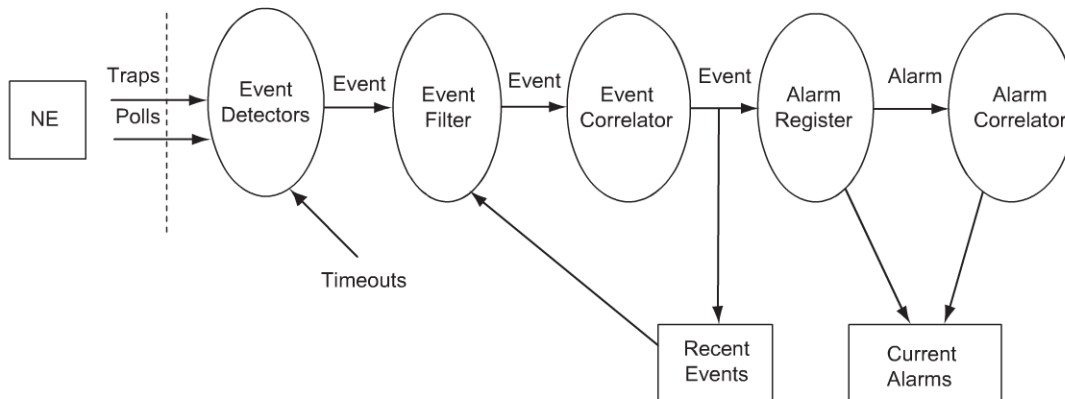 Traps
Polls
NE
Event
Detectors
Event
Event
Filter
Event
Event
Correlator
Event
Alarm
Register
Alarm
Alarm
Correlator
Timeouts
Recent
Events
Current
Alarms